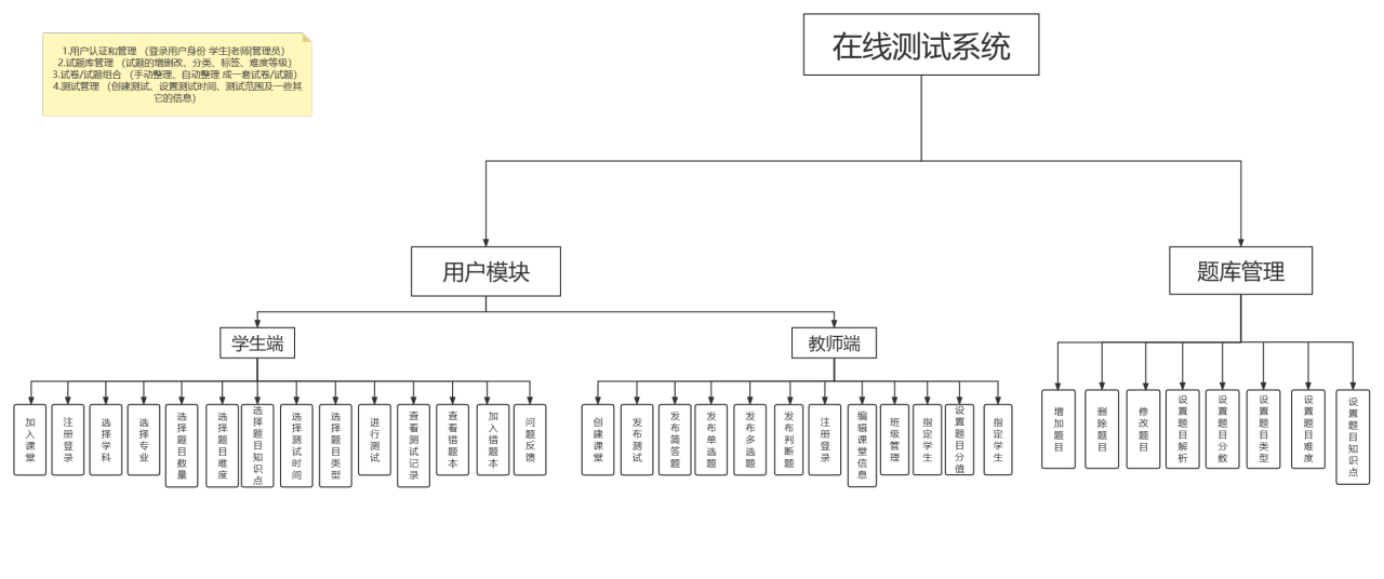 在线测试系统
1.用户认证和管理 （登录用户身份 学生|老师|管理员）
2.试题库管理 （试题的增删改、分类、标签、难度等级）
3.试卷/试题组合 （手动整理、自动整理 成一套试卷/试题）
4.测试管理 （创建测试、设置测试时间、测试范围及一些其
它的信息）
用户模块
题库管理
学生端
教师端
加入课堂
注册登录
选择学科
选择专业
选择题目数量
选择题目难度
选择题目知识点
选择测试时间
选择题目类型
进行测试
查看测试记录
查看错题本
加入错题本
问题反馈
创建课堂
发布测试
发布简答题
发布单选题
发布多选题
发布判断题
注册登录
编辑课堂信息
班级管理
指定学生
设置题目分值
指定学生
增加题目
删除题目
修改题目
设置题目解析
设置题目分数
设置题目类型
设置题目难度
设置题目知识点